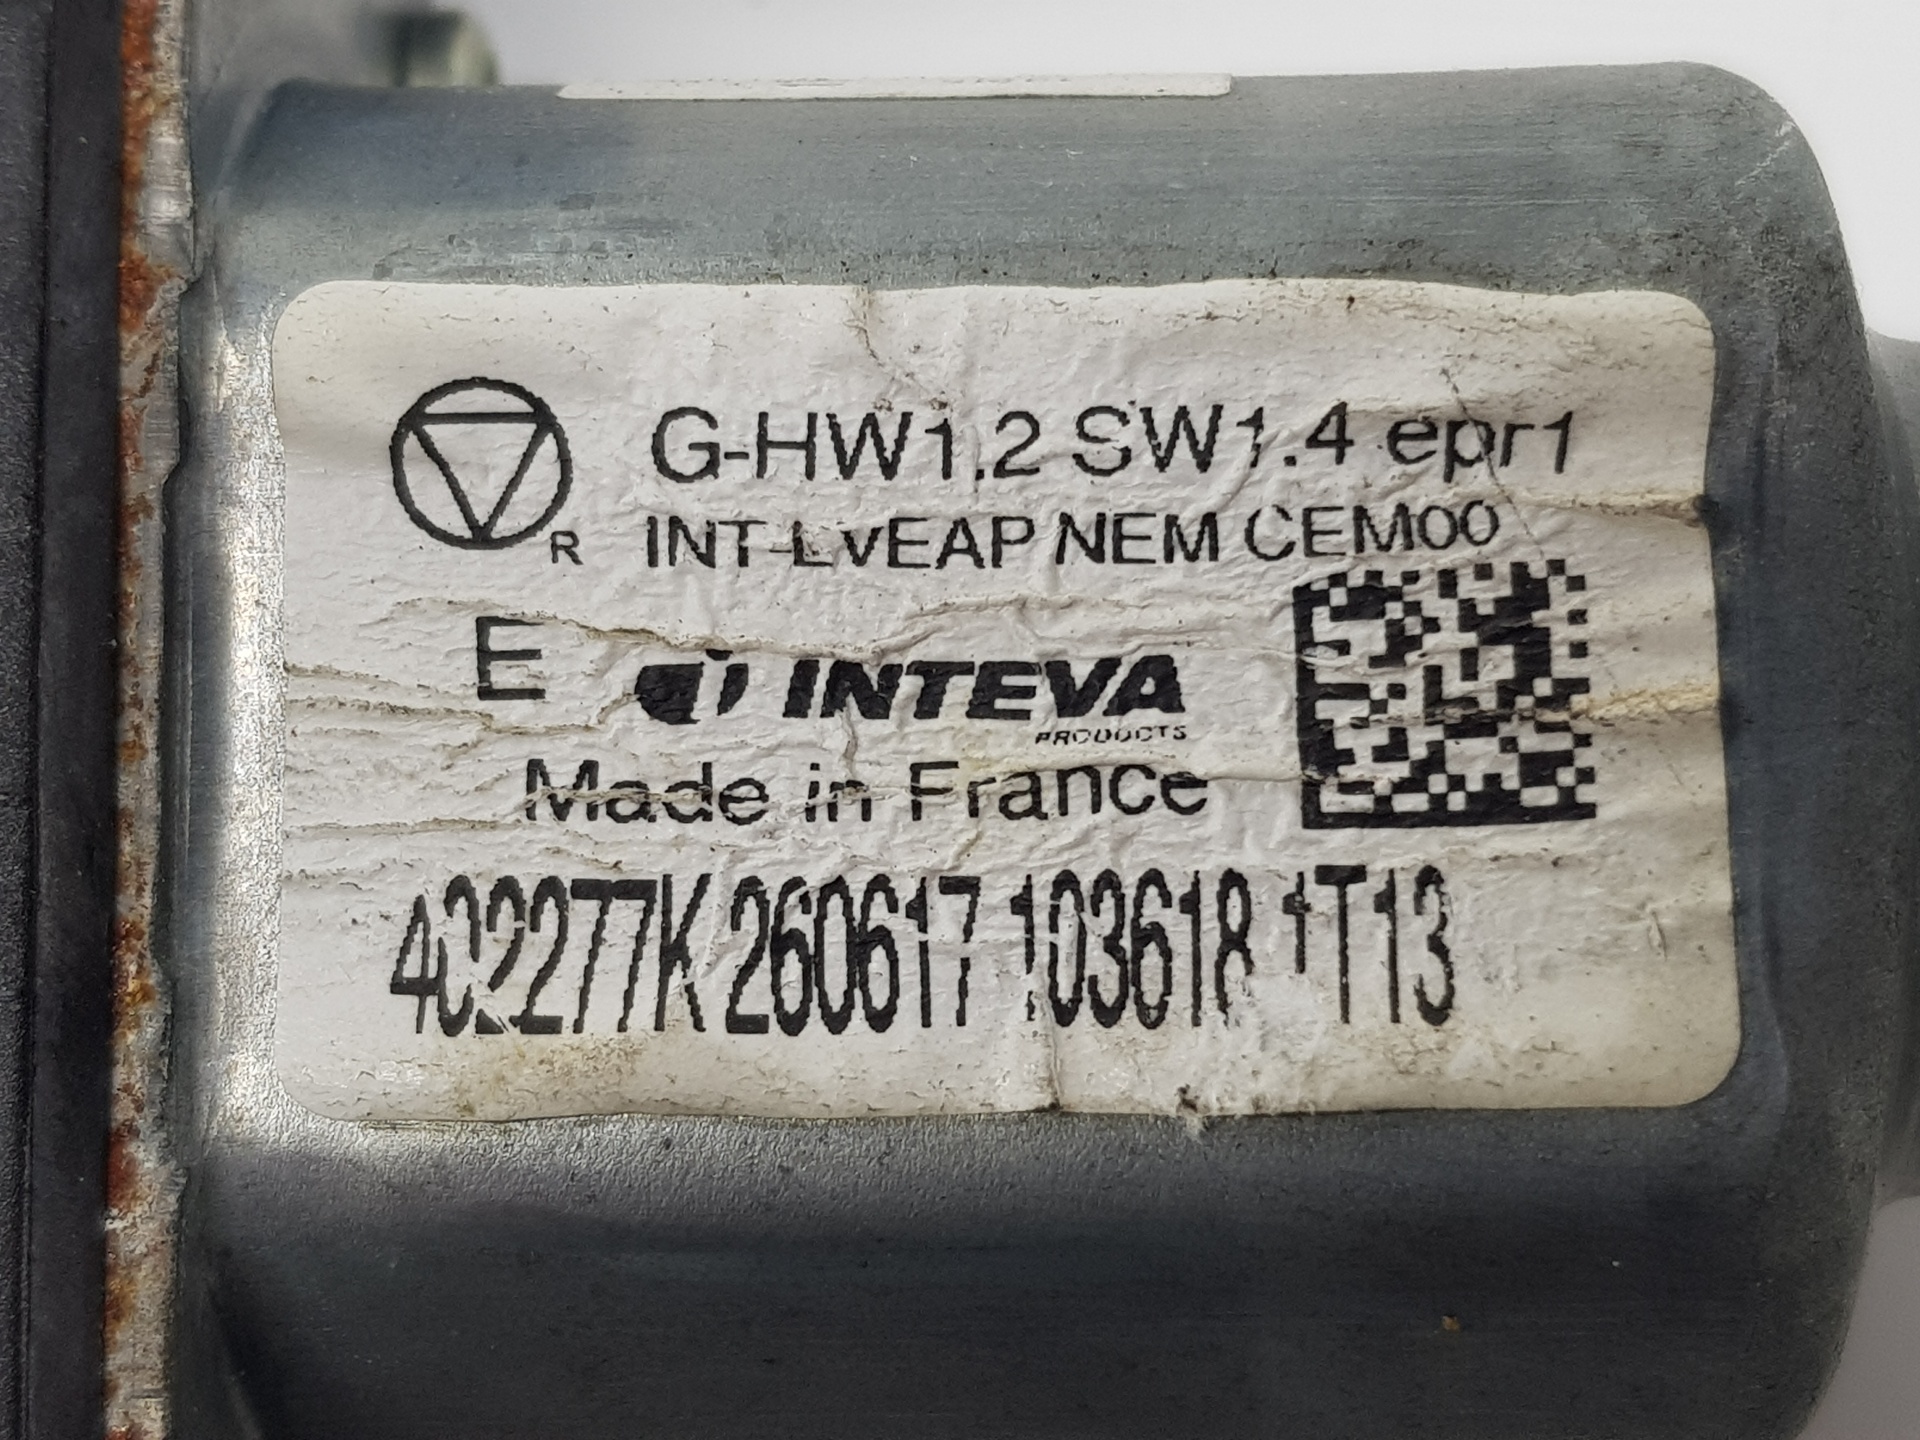 G-HW1.2 SW1.4 epr1
R INT-LVEAP NEM CEM00
E INTEVA
PRODUCTS
Made in France
402277K 260617 103618 1T13